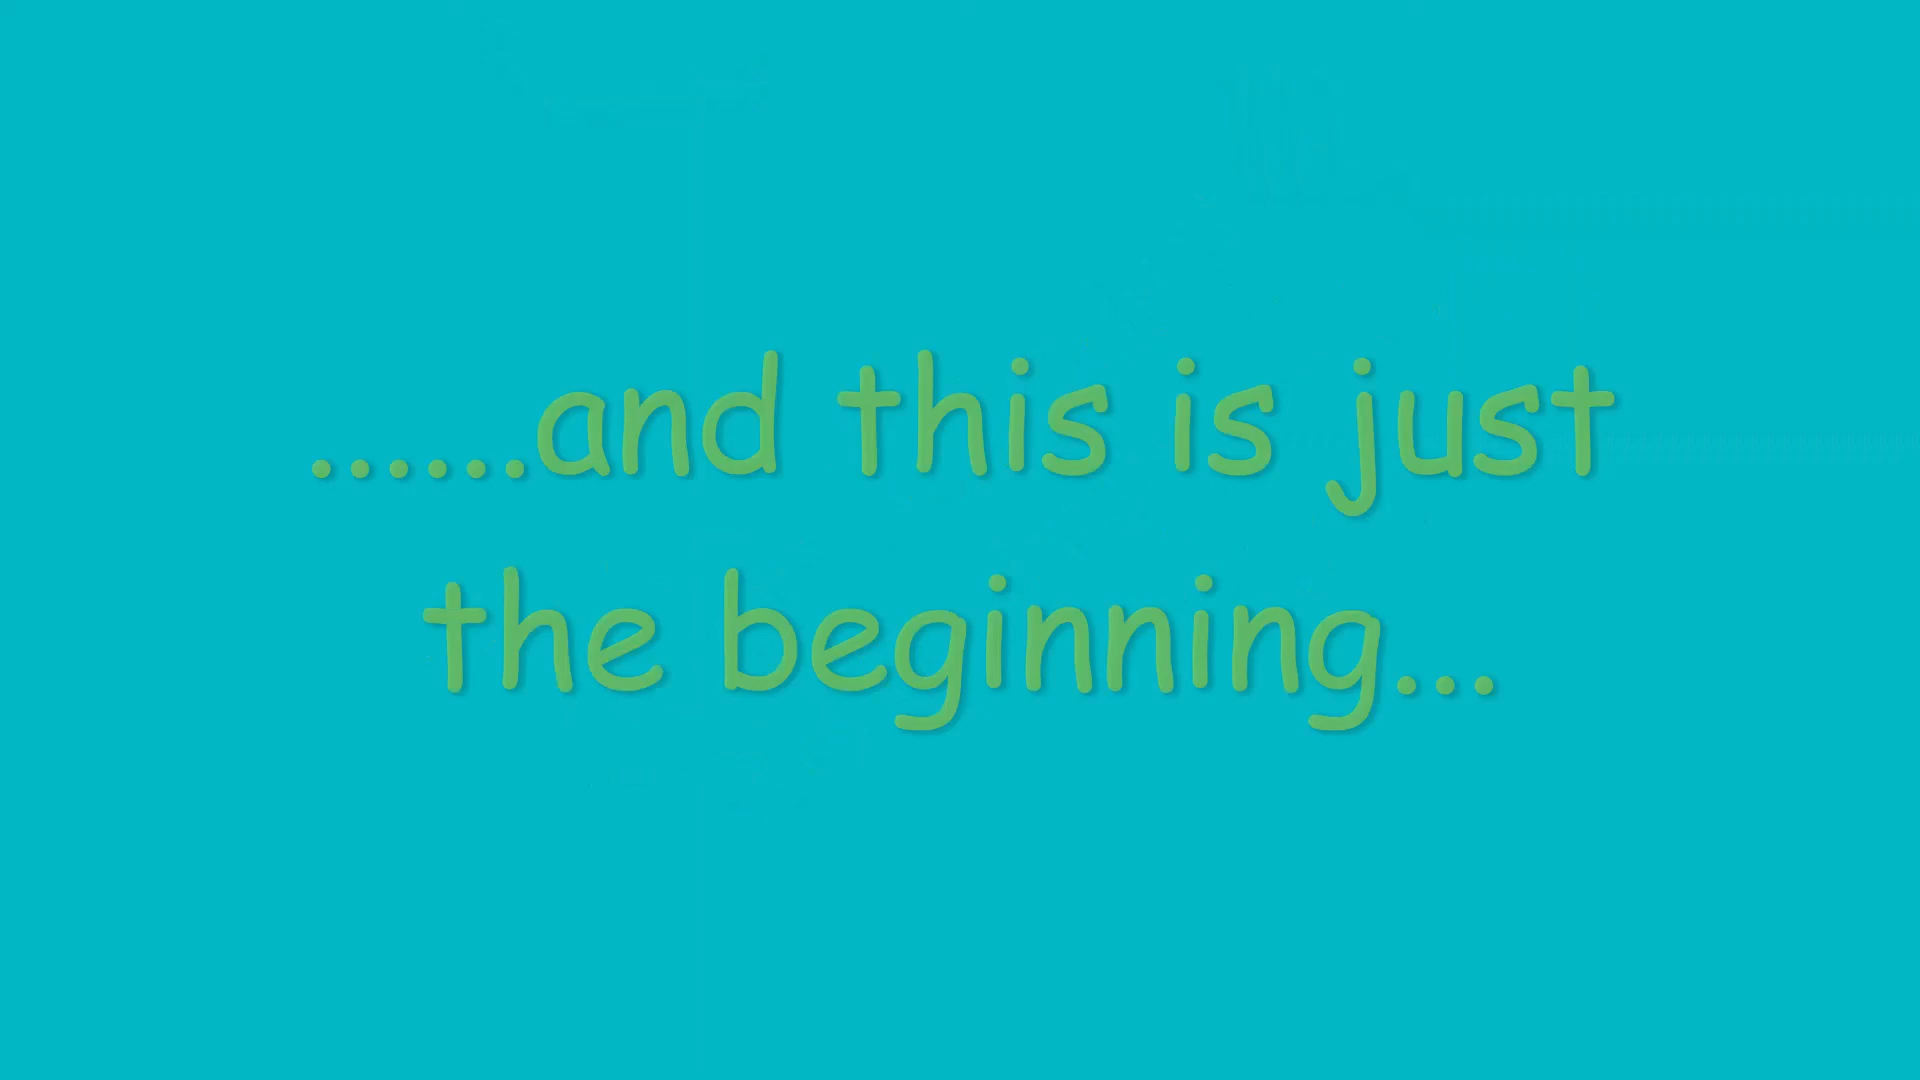 ......and this is just
the beginning...